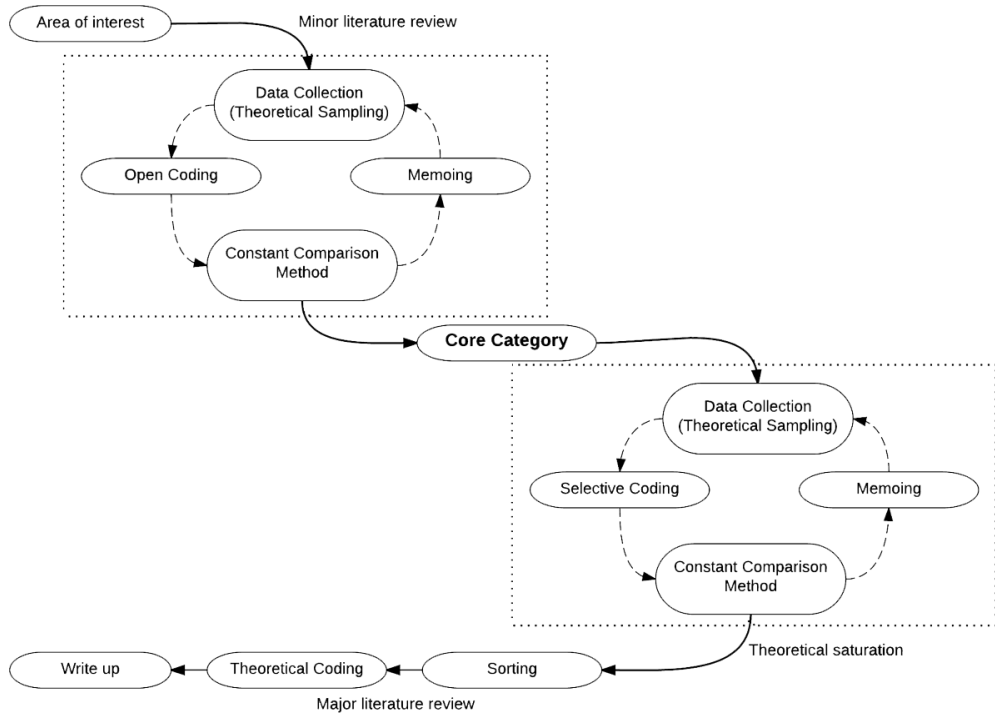 Area of interest
Minor literature review
Data Collection
(Theoretical Sampling)
Open Coding
Memoing
Constant Comparison
Method
Core Category
Data Collection
(Theoretical Sampling)
Selective Coding
Memoing
Constant Comparison
Method
Theoretical saturation
Write up
Theoretical Coding
Sorting
Major literature review